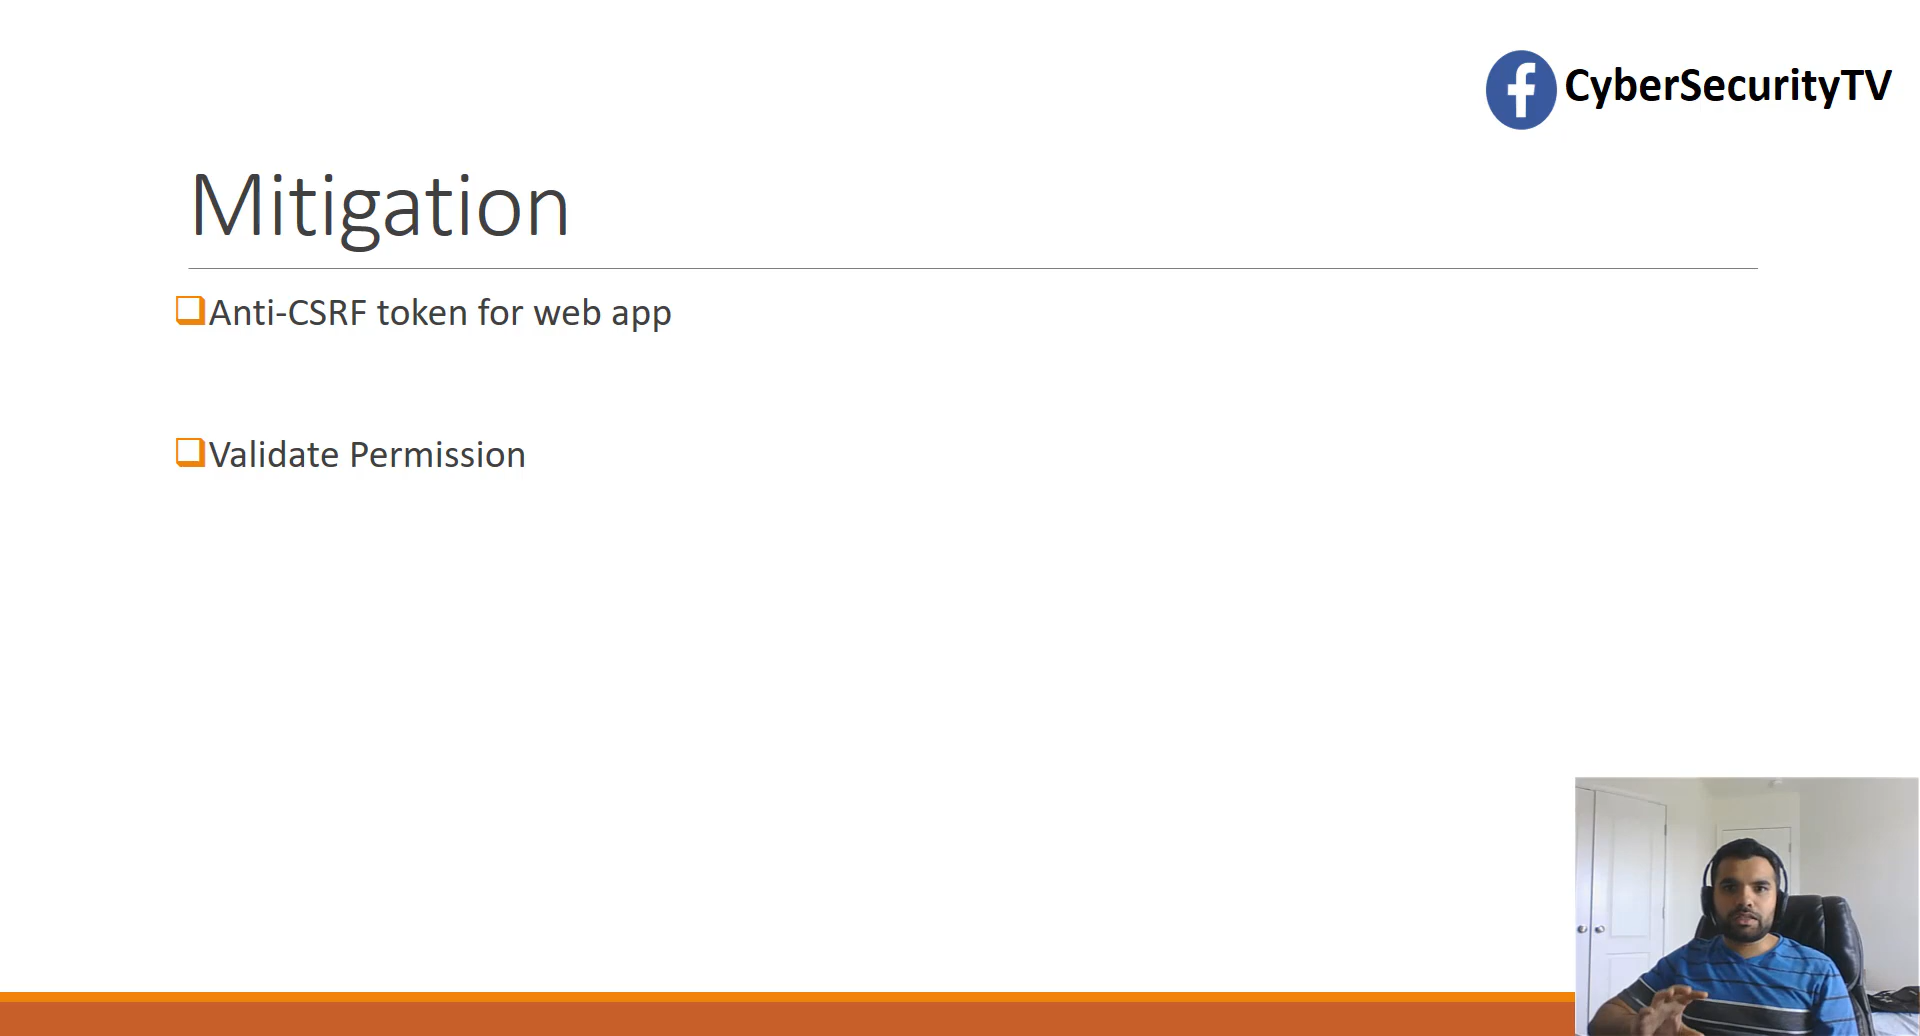 CyberSecurityTV
Mitigation
Anti-CSRF token for web app
Validate Permission